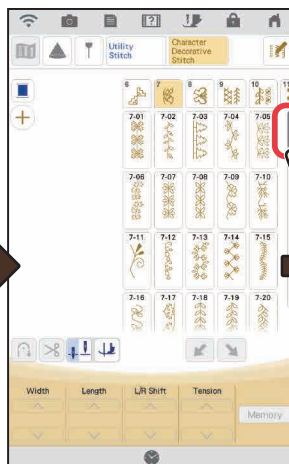 Utility
Stitch
Character
Decorative
Stitch
6 7 8 9 10 11
7-01 7-02 7-03 7-04 7-05
7-06 7-07 7-08 7-09 7-10
7-11 7-12 7-13 7-14 7-15
7-16 7-17 7-18 7-19 7-20
Width Length L/R Shift Tension
Memory